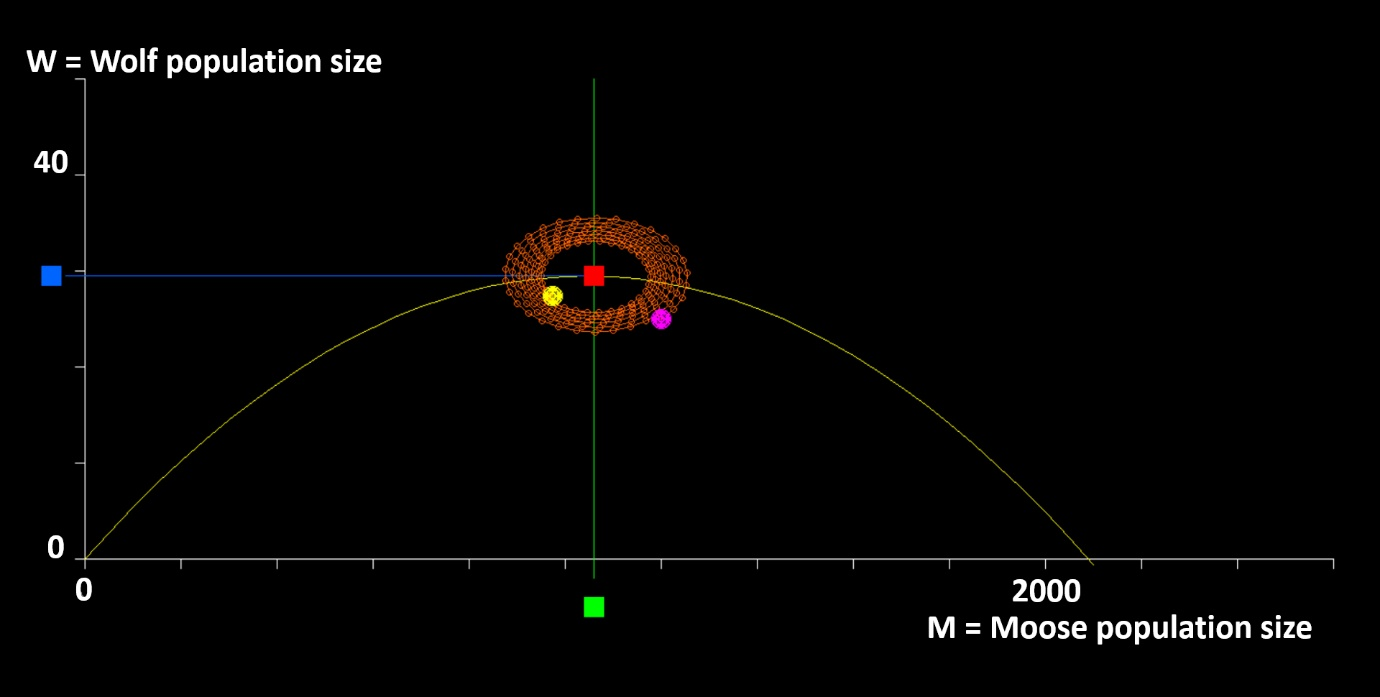 W = Wolf population size
40
0
0
2000
M = Moose population size